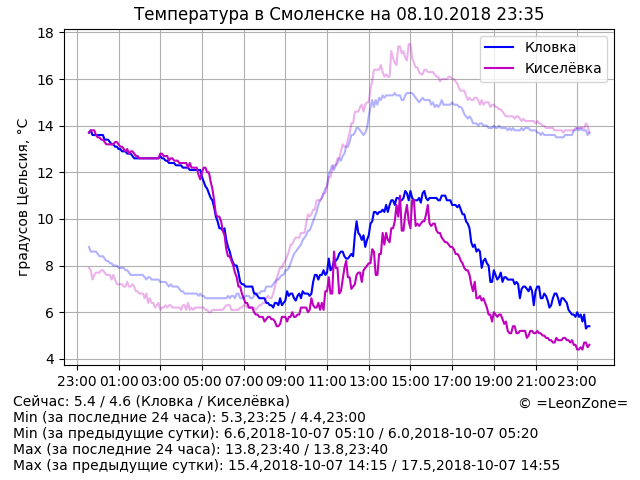 Температура в Смоленске на 08.10.2018 23:35
Кловка
Киселёвка
градусов Цельсия, °C
18
16
14
12
10
8
6
4
23:00 01:00 03:00 05:00 07:00 09:00 11:00 13:00 15:00 17:00 19:00 21:00 23:00
Сейчас: 5.4 / 4.6 (Кловка / Киселёвка)
© =LeonZone=
Min (за последние 24 часа): 5.3,23:25 / 4.4,23:00
Min (за предыдущие сутки): 6.6,2018-10-07 05:10 / 6.0,2018-10-07 05:20
Max (за последние 24 часа): 13.8,23:40 / 13.8,23:40
Max (за предыдущие сутки): 15.4,2018-10-07 14:15 / 17.5,2018-10-07 14:55